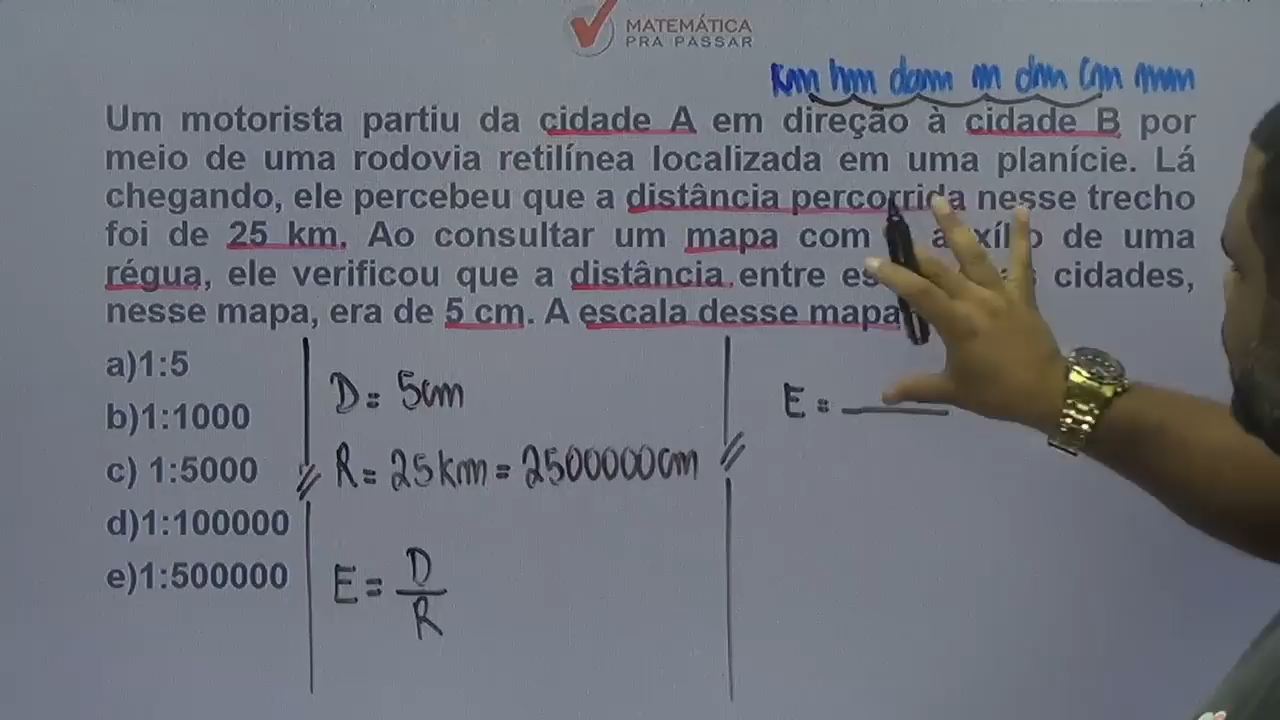 MATEMÁTICA
PRA PASSAR
Km hm dam m dm cm mm
Um motorista partiu da cidade A em direção à cidade B por
meio de uma rodovia retilínea localizada em uma planície. Lá
chegando, ele percebeu que a distância percorrida nesse trecho
foi de 25 km. Ao consultar um mapa com de uma
régua, ele verificou que a distância entre cidades,
nesse mapa, era de 5 cm. A escala desse mapa
a)1:5
b)1:1000
c) 1:5000
d)1:100000
e)1:500000
D = 5cm
R = 25km = 2500000cm
E = D
R
E =